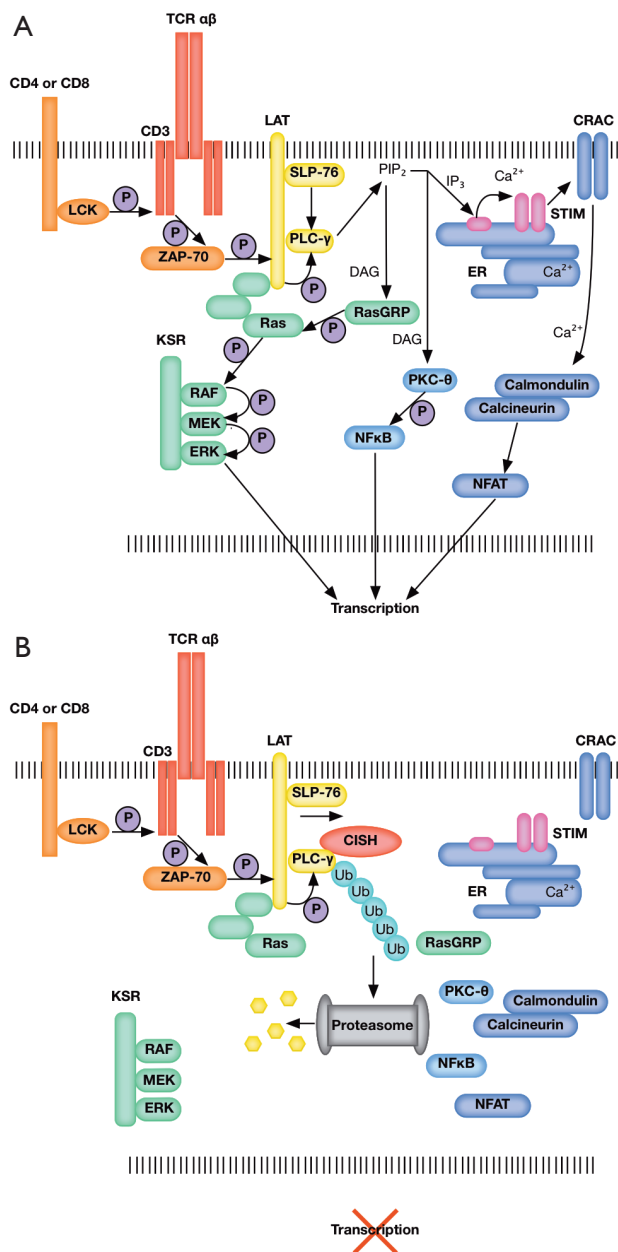 A
TCR αβ
CD4 or CD8
CD3
LAT
CRAC
SLP-76
PIP₂
IP₃
Ca²⁺
STIM
LCK
P
P
P
PLC-γ
ZAP-70
ER
Ca²⁺
P
DAG
Ras
P
RasGRP
Ca²⁺
KSR
P
DAG
RAF
P
PKC-θ
Calmondulin
Calcineurin
MEK
P
P
NFκB
ERK
NFAT
Transcription
B
TCR αβ
CD4 or CD8
CD3
LAT
CRAC
SLP-76
STIM
LCK
P
P
P
CISH
PLC-γ
ZAP-70
Ub
ER
Ca²⁺
P
Ub
Ub
Ub
Ub
Ras
RasGRP
KSR
PKC-θ
Calmondulin
Calcineurin
Proteasome
RAF
NFκB
MEK
ERK
NFAT
Transcription